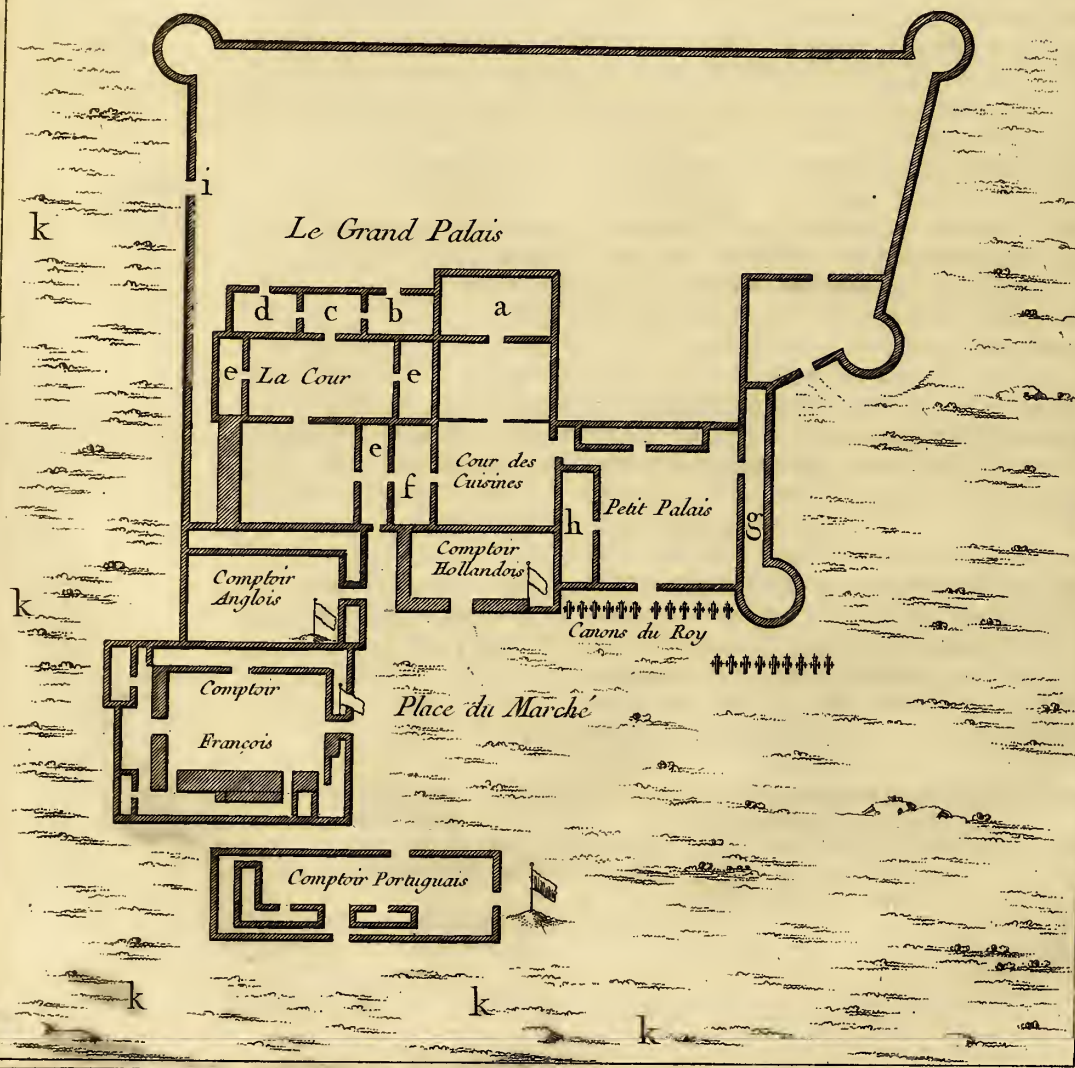 i
k
Le Grand Palais
d
c
b
a
e
La Cour
e
e
f
Cour des
Cuisines
h
Petit Palais
g
Comptoir
Anglois
Comptoir
Hollandois
k
Canons du Roy
Comptoir
François
Place du Marché
Comptoir Portuguais
k
k
k